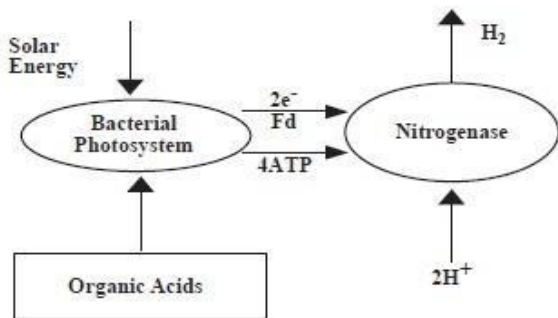 Solar
Energy
H₂
2e⁻
Fd
4ATP
Bacterial
Photosystem
Nitrogenase
Organic Acids
2H⁺